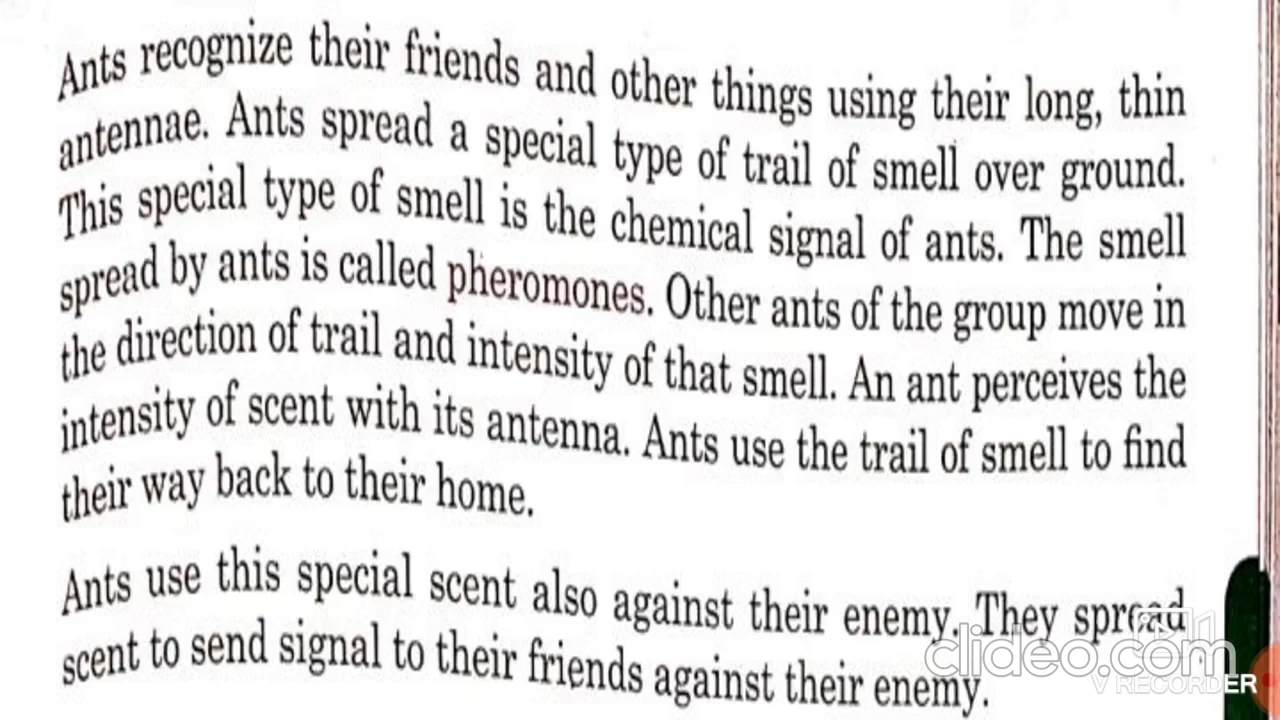 Ants recognize their friends and other things using their long, thin
antennae. Ants spread a special type of trail of smell over ground.
This special type of smell is the chemical signal of ants. The smell
spread by ants is called pheromones. Other ants of the group move in
the direction of trail and intensity of that smell. An ant perceives the
intensity of scent with its antenna. Ants use the trail of smell to find
their way back to their home.
Ants use this special scent also against their enemy. They spread
scent to send signal to their friends against their enemy.
clideo.com
V RECORDER